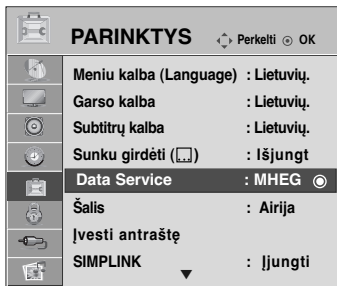 PARINKTYS Perkelti OK
Meniu kalba (Language) : Lietuvių.
Garso kalba : Lietuvių.
Subtitrų kalba : Lietuvių.
Sunku girdėti ( ) : Išjungt
Data Service : MHEG
Šalis : Airija
Įvesti antraštę
SIMPLINK : Įjungti